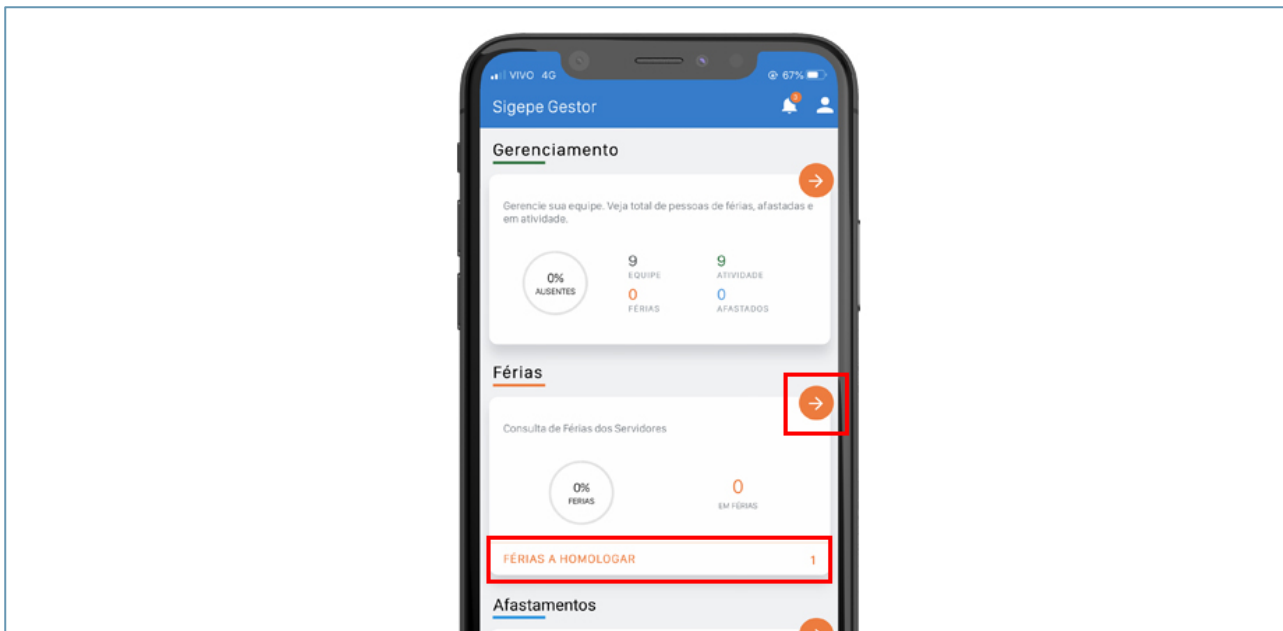 VIVO 4G
67%
Sigepe Gestor
3
Gerenciamento
Gerencie sua equipe. Veja total de pessoas de férias, afastadas e
em atividade.
0%
AUSENTES
9
EQUIPE
9
ATIVIDADE
0
FÉRIAS
0
AFASTADOS
Férias
Consulta de Férias dos Servidores
0%
FERIAS
0
EM FÉRIAS
FÉRIAS A HOMOLOGAR 1
Afastamentos